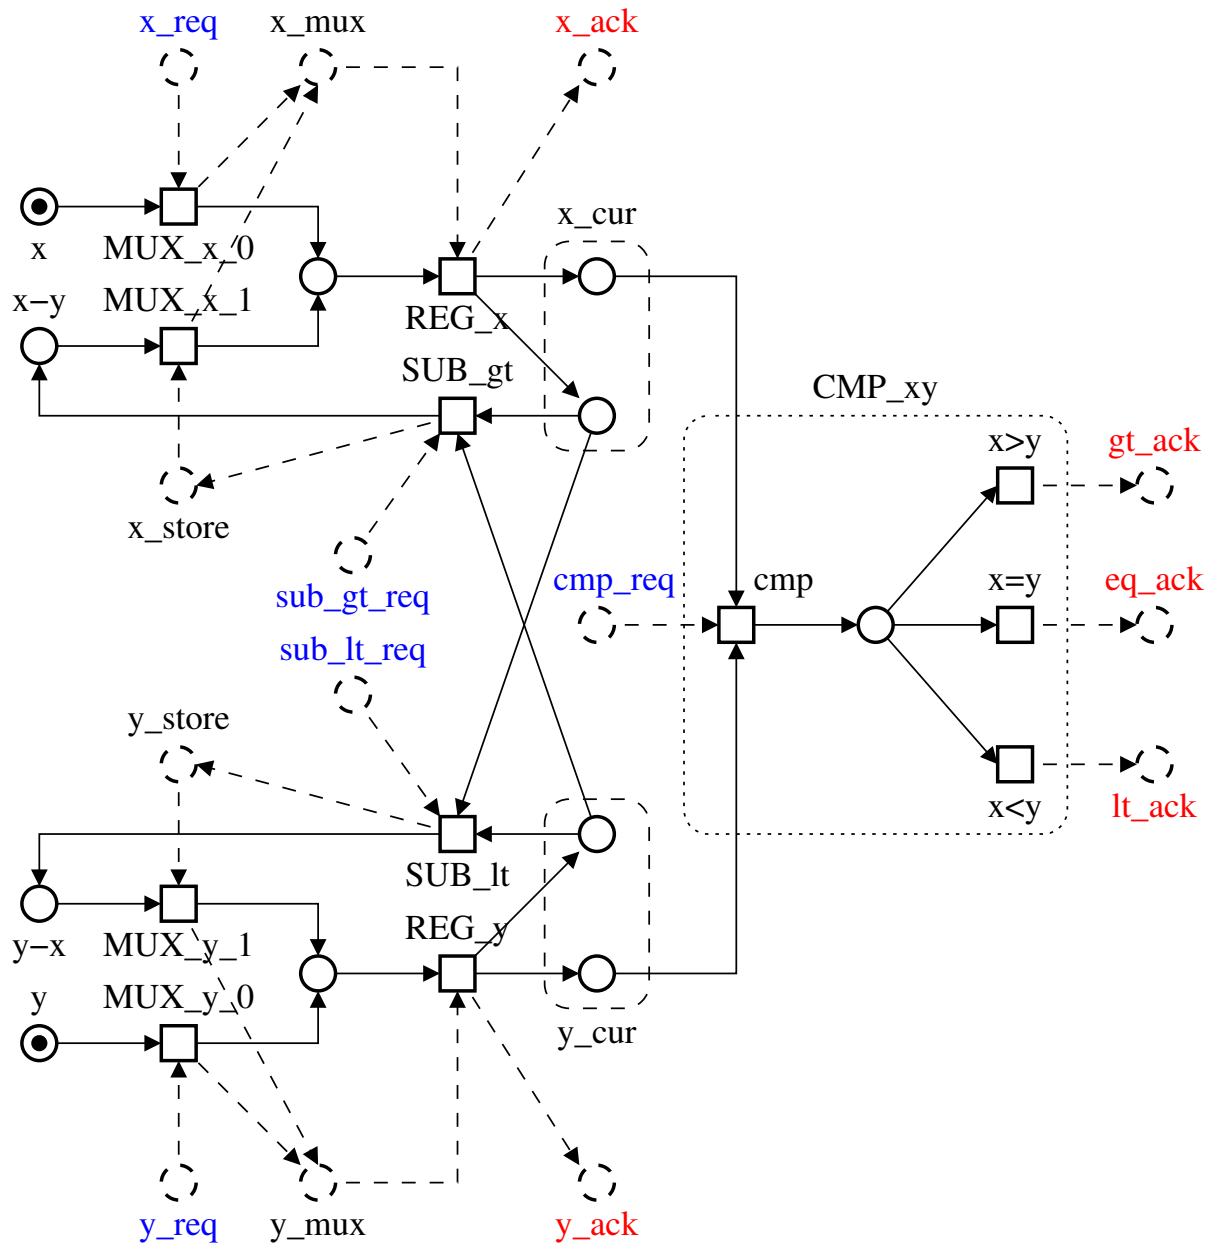 x_req
x_mux
x_ack
x_cur
x
MUX_x_0
x−y
MUX_x_1
REG_x
SUB_gt
CMP_xy
x>y
gt_ack
x_store
sub_gt_req
cmp_req
cmp
x=y
eq_ack
sub_lt_req
y_store
x<y
lt_ack
SUB_lt
REG_y
y−x
MUX_y_1
y
MUX_y_0
y_cur
y_req
y_mux
y_ack